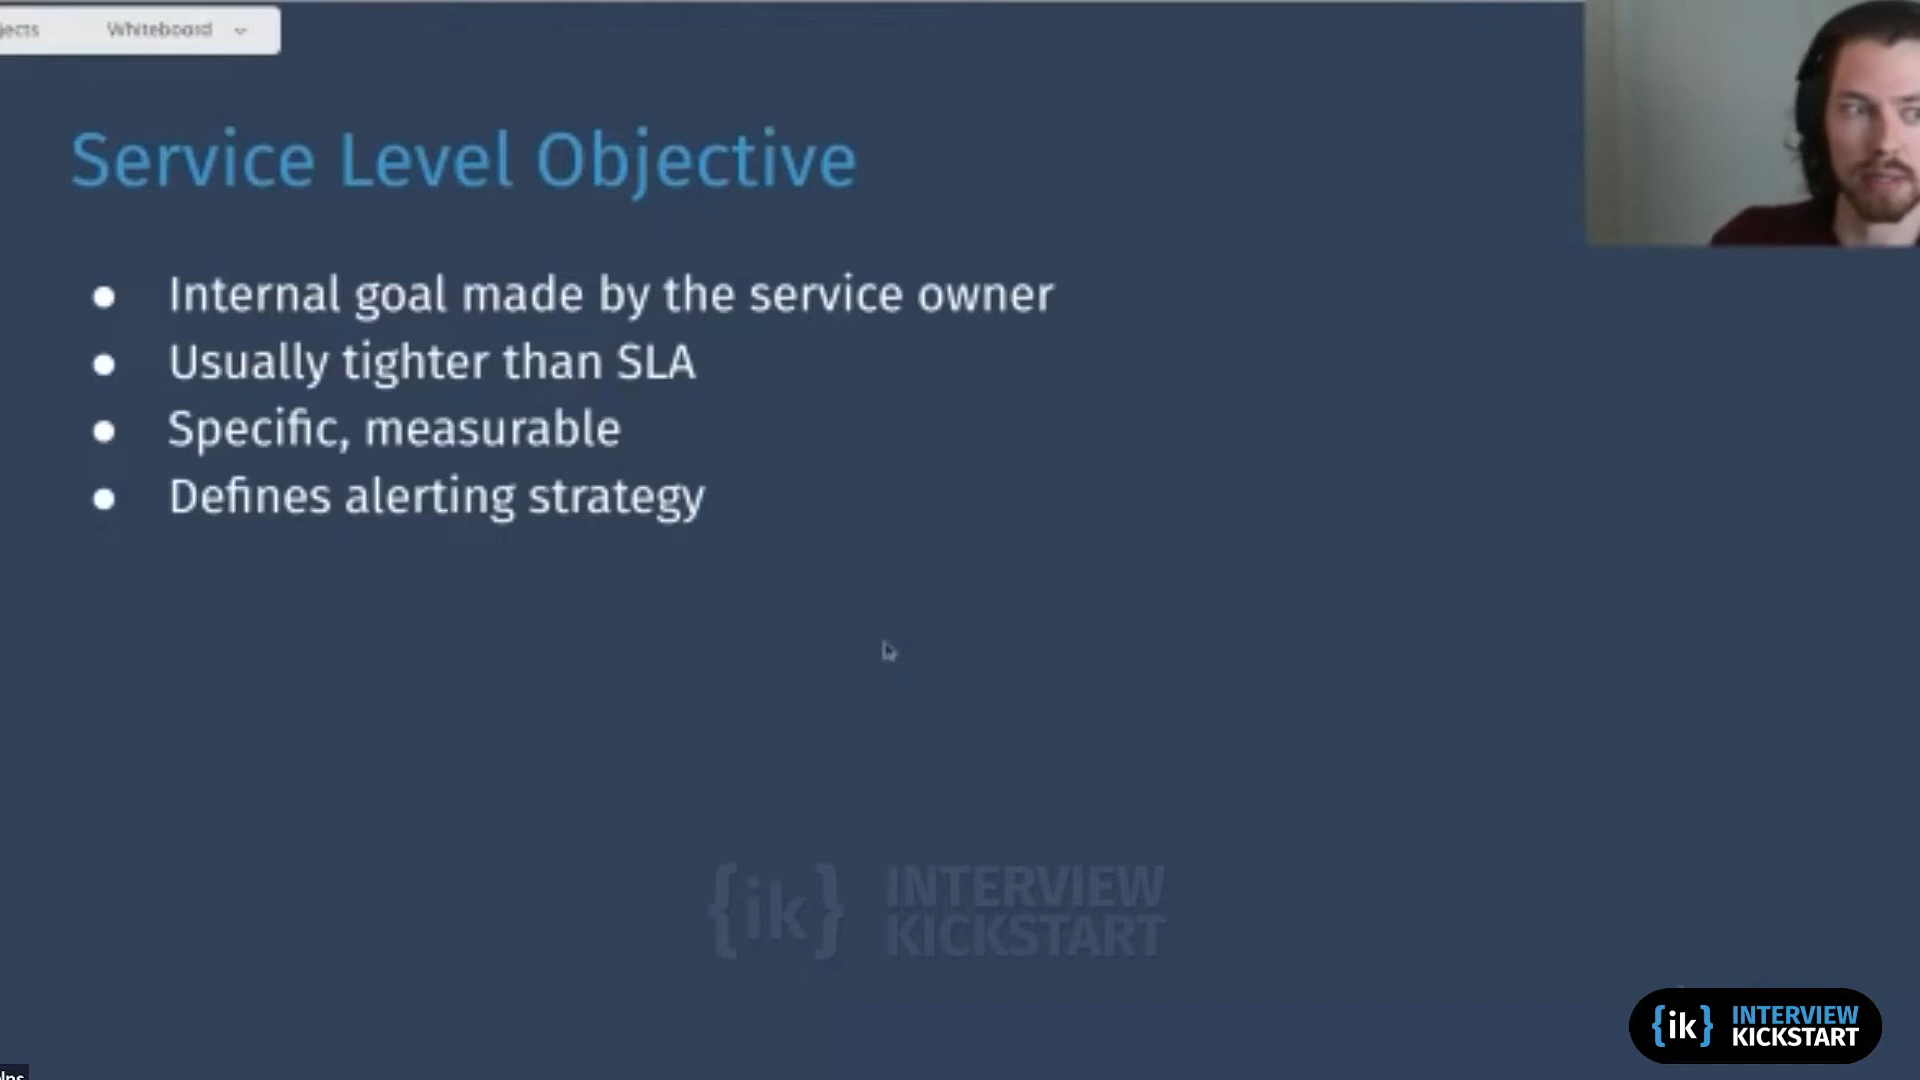 Whiteboard
Service Level Objective
Internal goal made by the service owner
Usually tighter than SLA
Specific, measurable
Defines alerting strategy
{ik} INTERVIEW
KICKSTART
{ik} INTERVIEW
KICKSTART